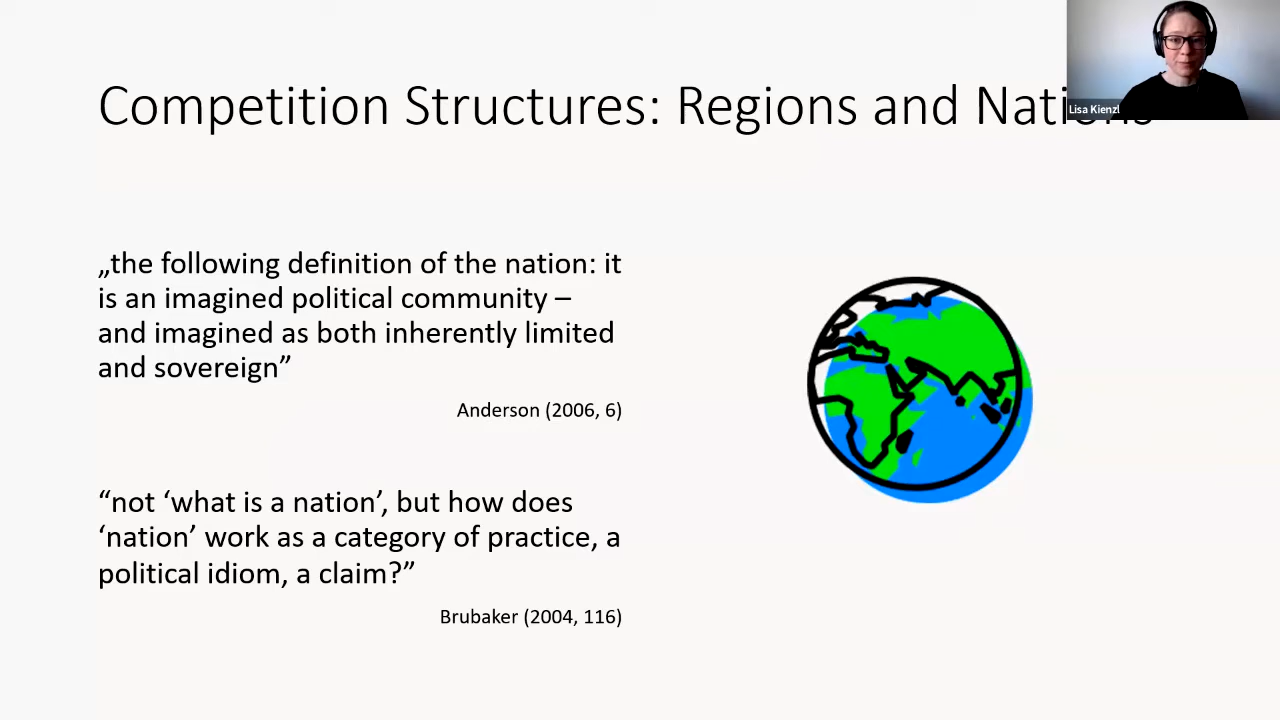 Competition Structures: Regions and Nations
Lisa Kienzl
„the following definition of the nation: it
is an imagined political community –
and imagined as both inherently limited
and sovereign”
Anderson (2006, 6)
“not ‘what is a nation’, but how does
‘nation’ work as a category of practice, a
political idiom, a claim?”
Brubaker (2004, 116)